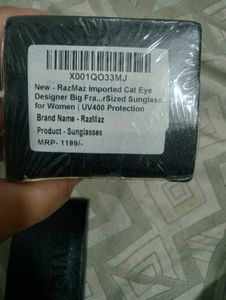 X001QO33MJ
New - RazMaz Imported Cat Eye
Designer Big Fra...rSized Sunglass..
for Women | UV400 Protection
Brand Name - RazMaz
Product - Sunglasses
MRP- 1199/-